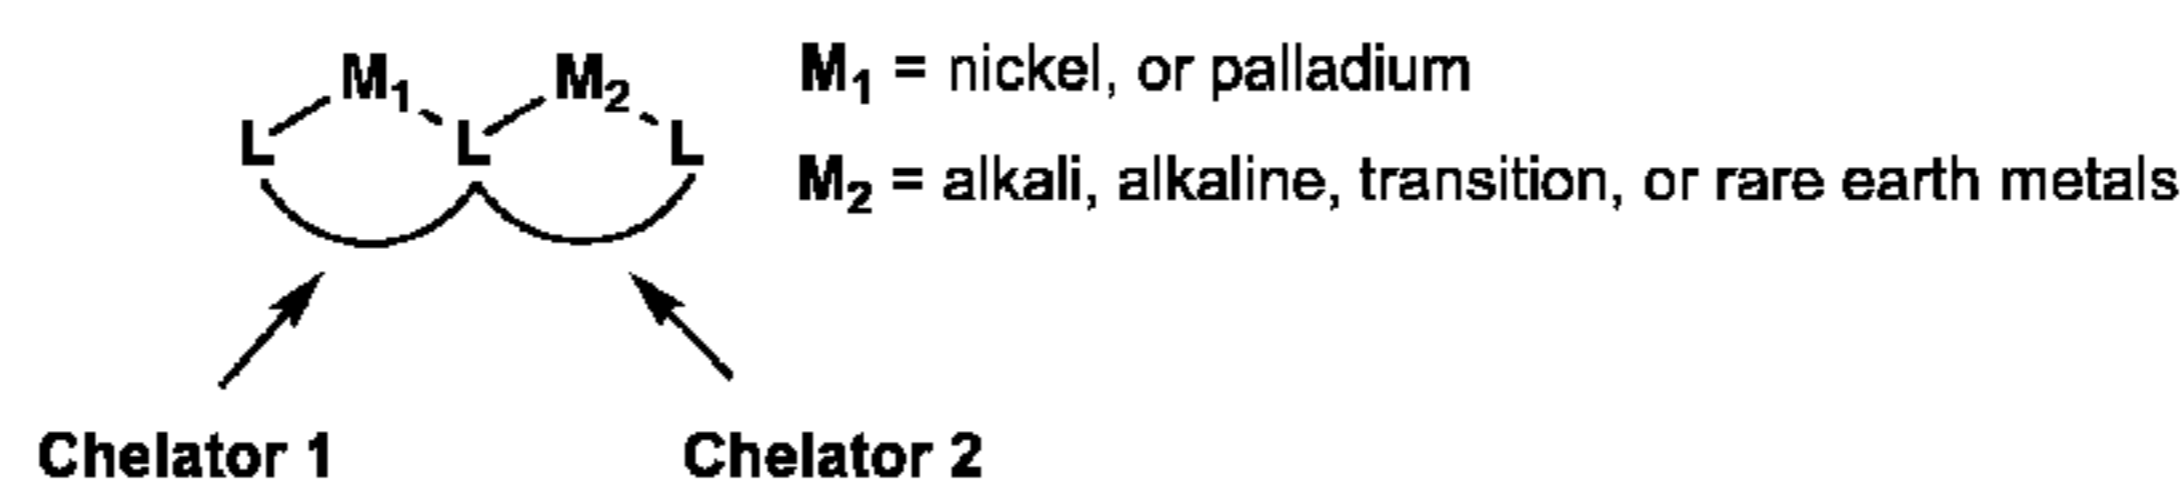 M₁ M₂ M₁ = nickel, or palladium
L L L
M₂ = alkali, alkaline, transition, or rare earth metals
Chelator 1 Chelator 2